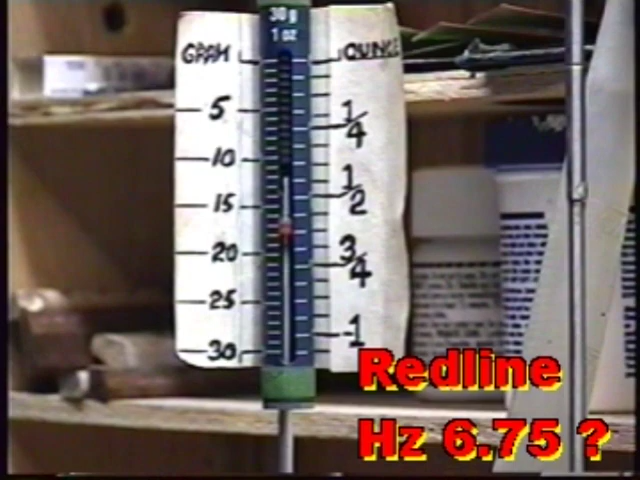 30 g
1 oz
GRAM OUNCE
5 1/4
10
15 1/2
20 3/4
25
30 1
Redline
Hz 6.75 ?